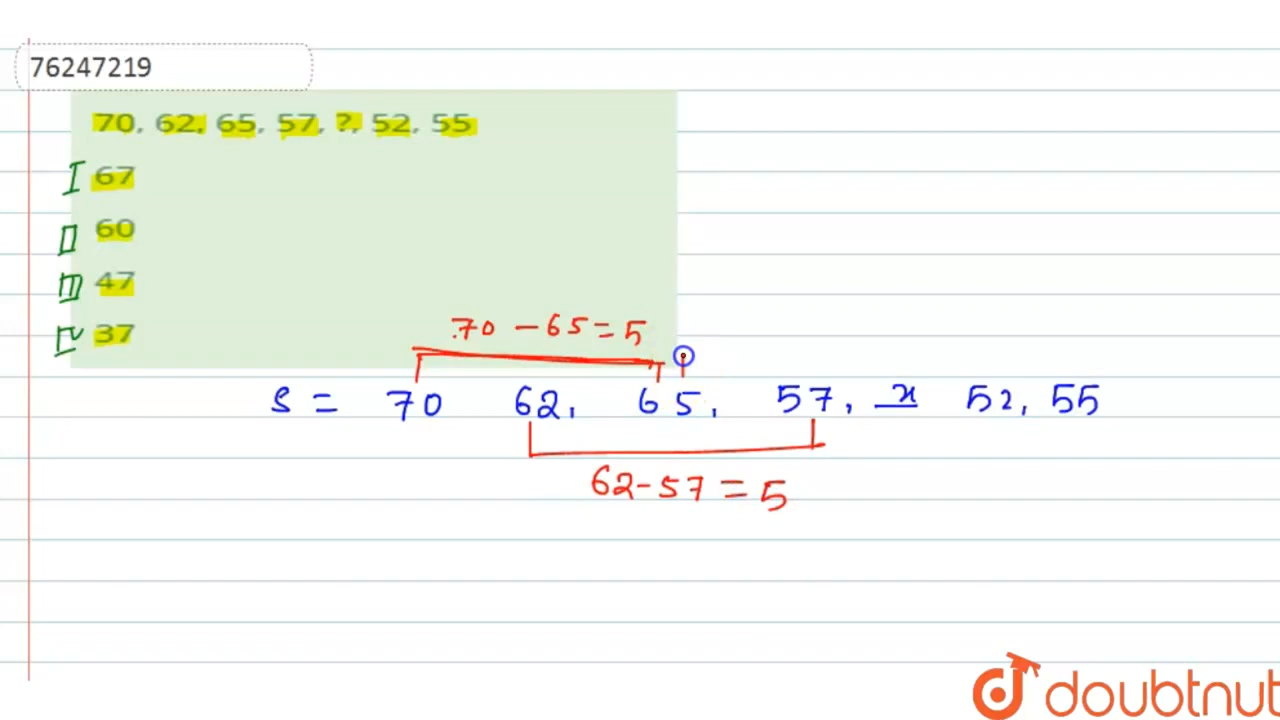 76247219
70, 62, 65, 57, ?, 52, 55
I 67
II 60
III 47
IV 37
70 - 65 = 5
S = 70 62, 65, 57, x 52, 55
62 - 57 = 5
doubtnut